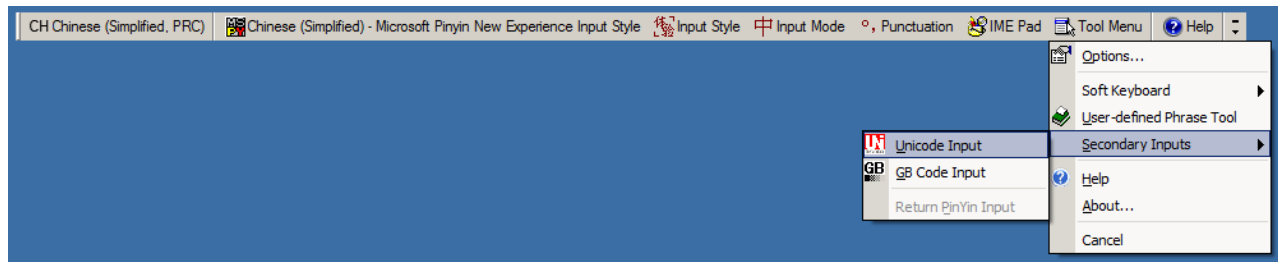 CH Chinese (Simplified, PRC) Chinese (Simplified) - Microsoft Pinyin New Experience Input Style Input Style 中 Input Mode °, Punctuation IME Pad Tool Menu Help
Options...
Soft Keyboard
User-defined Phrase Tool
Secondary Inputs
Help
About...
Cancel
Unicode Input
GB GB Code Input
Return PinYin Input